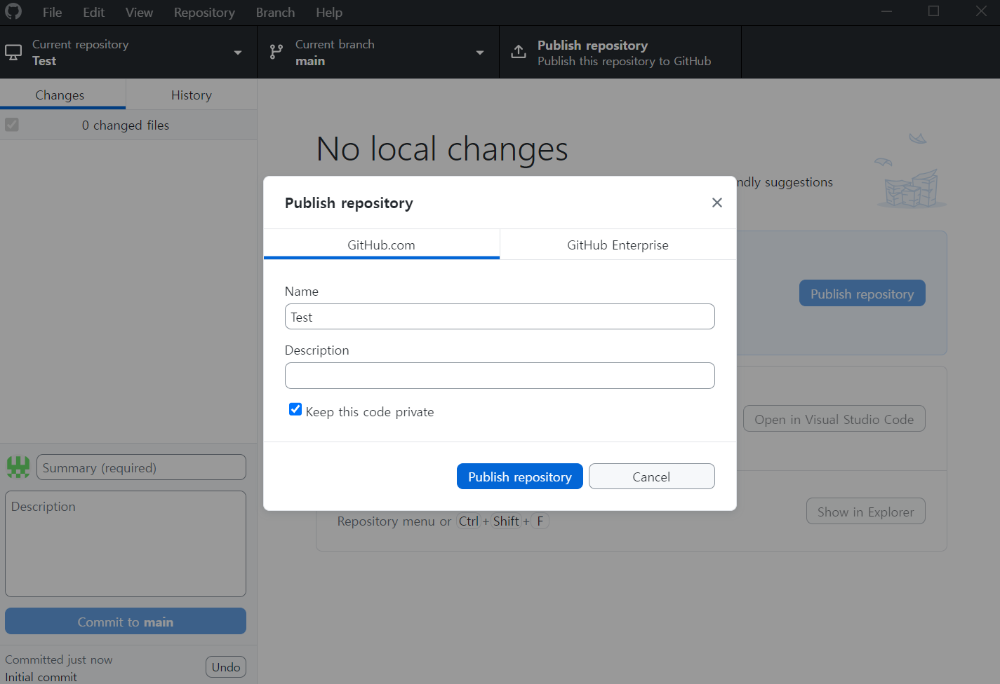 File Edit View Repository Branch Help
Current repository
Test
Current branch
main
Publish repository
Publish this repository to GitHub
Changes History
0 changed files
No local changes
ndly suggestions
Publish repository
GitHub.com GitHub Enterprise
Name
Test
Description
Keep this code private
Publish repository Cancel
Publish repository
Open in Visual Studio Code
Repository menu or Ctrl + Shift + F
Show in Explorer
Summary (required)
Description
Commit to main
Committed just now
Initial commit
Undo